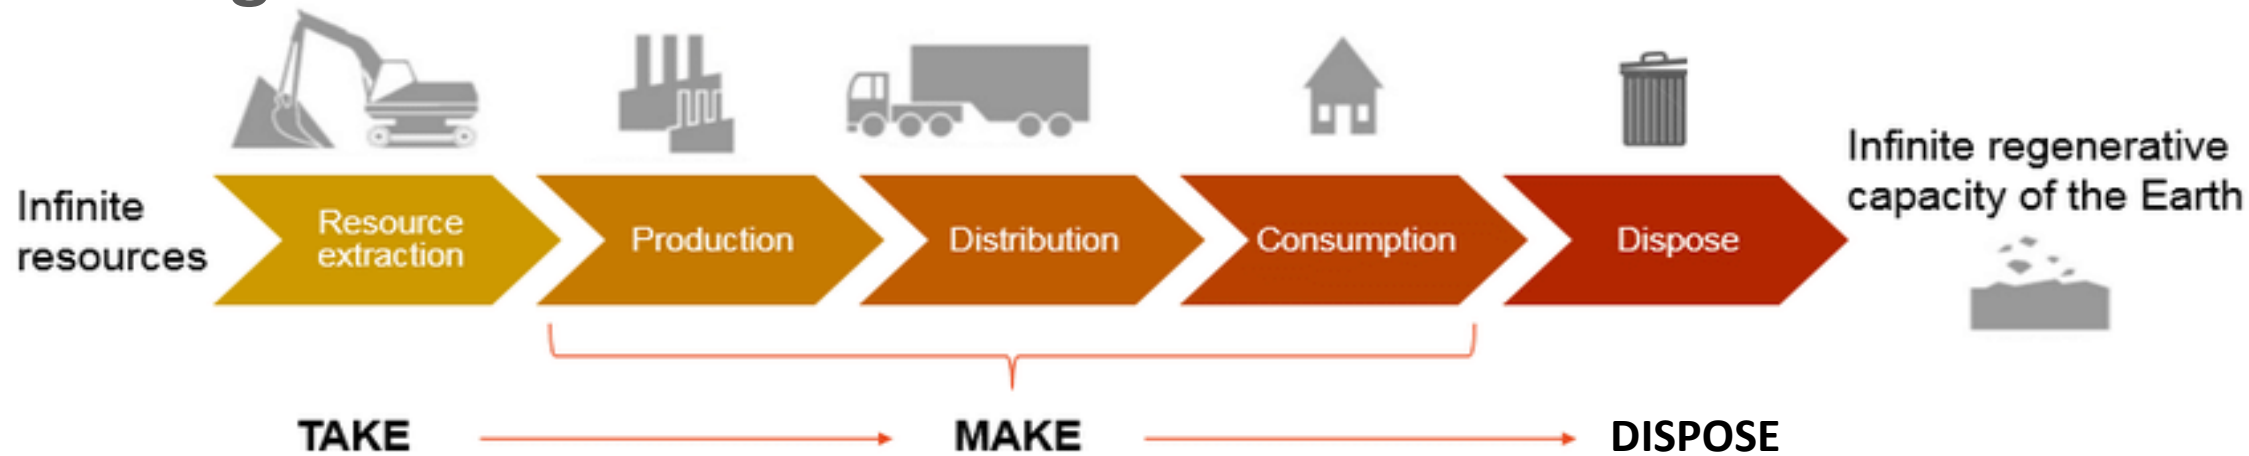 Infinite
resources
Resource
extraction
Production
Distribution
Consumption
Dispose
Infinite regenerative
capacity of the Earth
TAKE
MAKE
DISPOSE